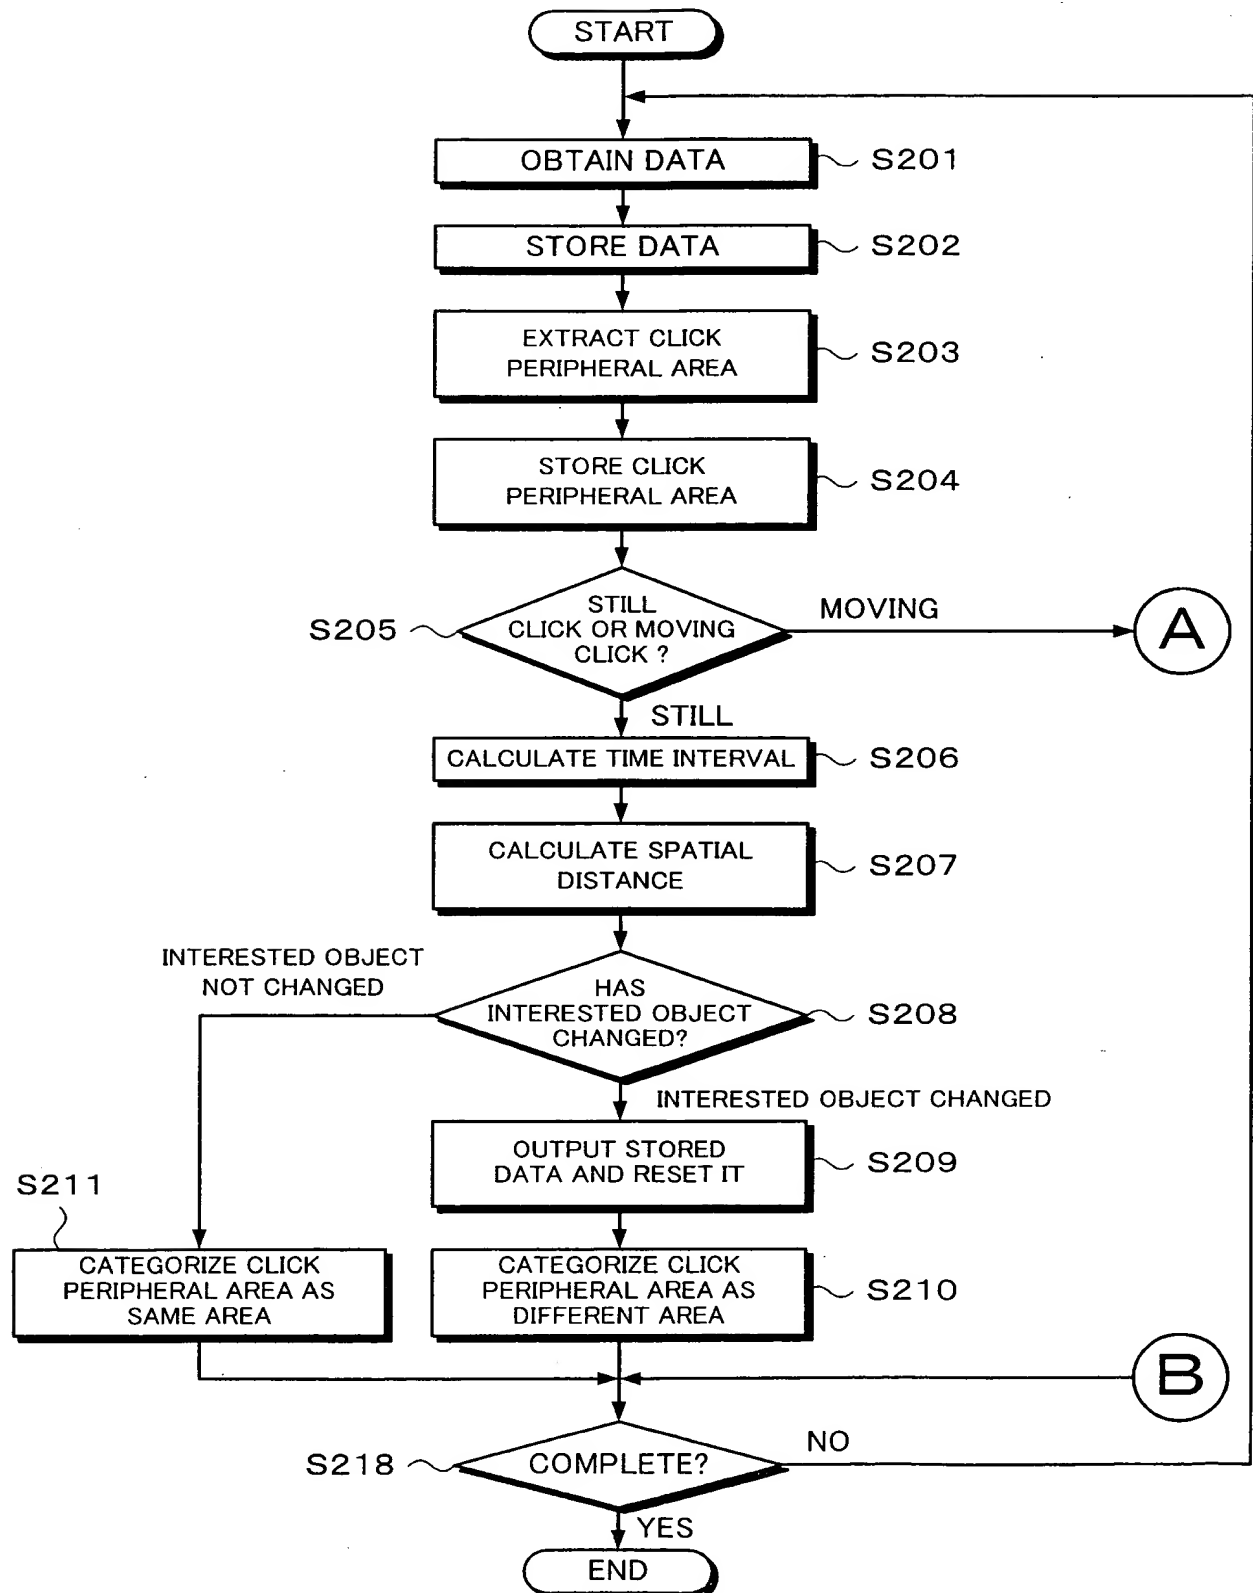 START
OBTAIN DATA
S201
STORE DATA
S202
EXTRACT CLICK
PERIPHERAL AREA
S203
STORE CLICK
PERIPHERAL AREA
S204
STILL
CLICK OR MOVING
CLICK ?
S205
MOVING
A
STILL
CALCULATE TIME INTERVAL
S206
CALCULATE SPATIAL
DISTANCE
S207
INTERESTED OBJECT
NOT CHANGED
HAS
INTERESTED OBJECT
CHANGED?
S208
INTERESTED OBJECT CHANGED
OUTPUT STORED
DATA AND RESET IT
S209
S211
CATEGORIZE CLICK
PERIPHERAL AREA AS
SAME AREA
CATEGORIZE CLICK
PERIPHERAL AREA AS
DIFFERENT AREA
S210
B
S218
COMPLETE?
NO
YES
END